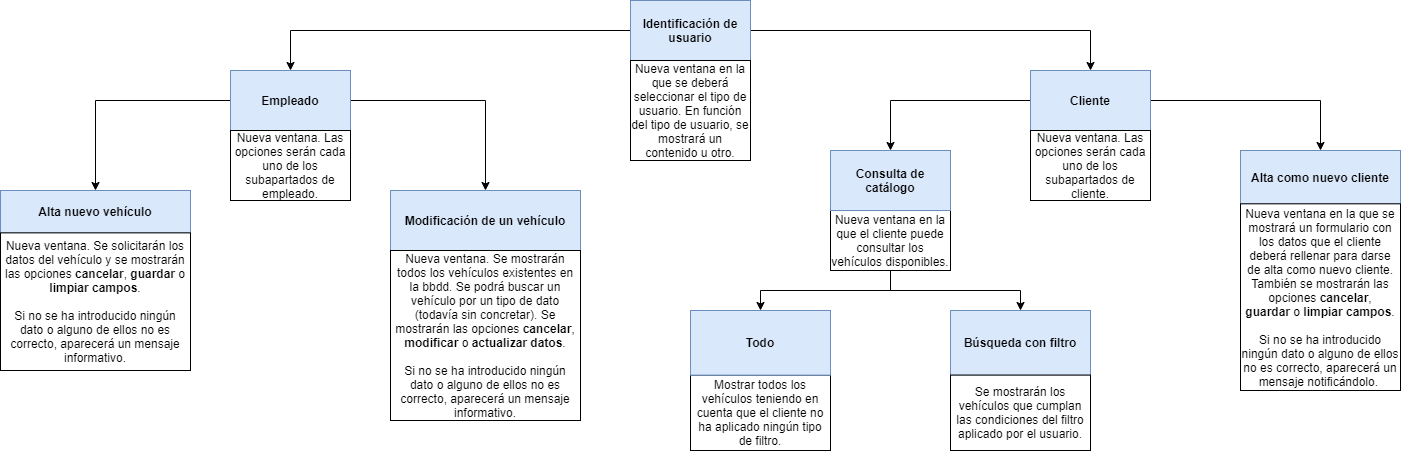 Identificación de
usuario
Nueva ventana en la
que se deberá
seleccionar el tipo de
usuario. En función
del tipo de usuario, se
mostrará un
contenido u otro.
Empleado
Nueva ventana. Las
opciones serán cada
uno de los
subapartados de
empleado.
Cliente
Nueva ventana. Las
opciones serán cada
uno de los
subapartados de
cliente.
Alta nuevo vehículo
Nueva ventana. Se solicitarán los
datos del vehículo y se mostrarán
las opciones cancelar, guardar o
limpiar campos.
Si no se ha introducido ningún
dato o alguno de ellos no es
correcto, aparecerá un mensaje
informativo.
Modificación de un vehículo
Nueva ventana. Se mostrarán
todos los vehículos existentes en
la bbdd. Se podrá buscar un
vehículo por un tipo de dato
(todavía sin concretar). Se
mostrarán las opciones cancelar,
modificar o actualizar datos.
Si no se ha introducido ningún
dato o alguno de ellos no es
correcto, aparecerá un mensaje
informativo.
Consulta de
catálogo
Nueva ventana en la
que el cliente puede
consultar los
vehículos disponibles.
Alta como nuevo cliente
Nueva ventana en la que se
mostrará un formulario con
los datos que el cliente
deberá rellenar para darse
de alta como nuevo cliente.
También se mostrarán las
opciones cancelar,
guardar o limpiar campos.
Si no se ha introducido
ningún dato o alguno de ellos
no es correcto, aparecerá un
mensaje notificándolo.
Todo
Mostrar todos los
vehículos teniendo en
cuenta que el cliente no
ha aplicado ningún tipo
de filtro.
Búsqueda con filtro
Se mostrarán los
vehículos que cumplan
las condiciones del filtro
aplicado por el usuario.